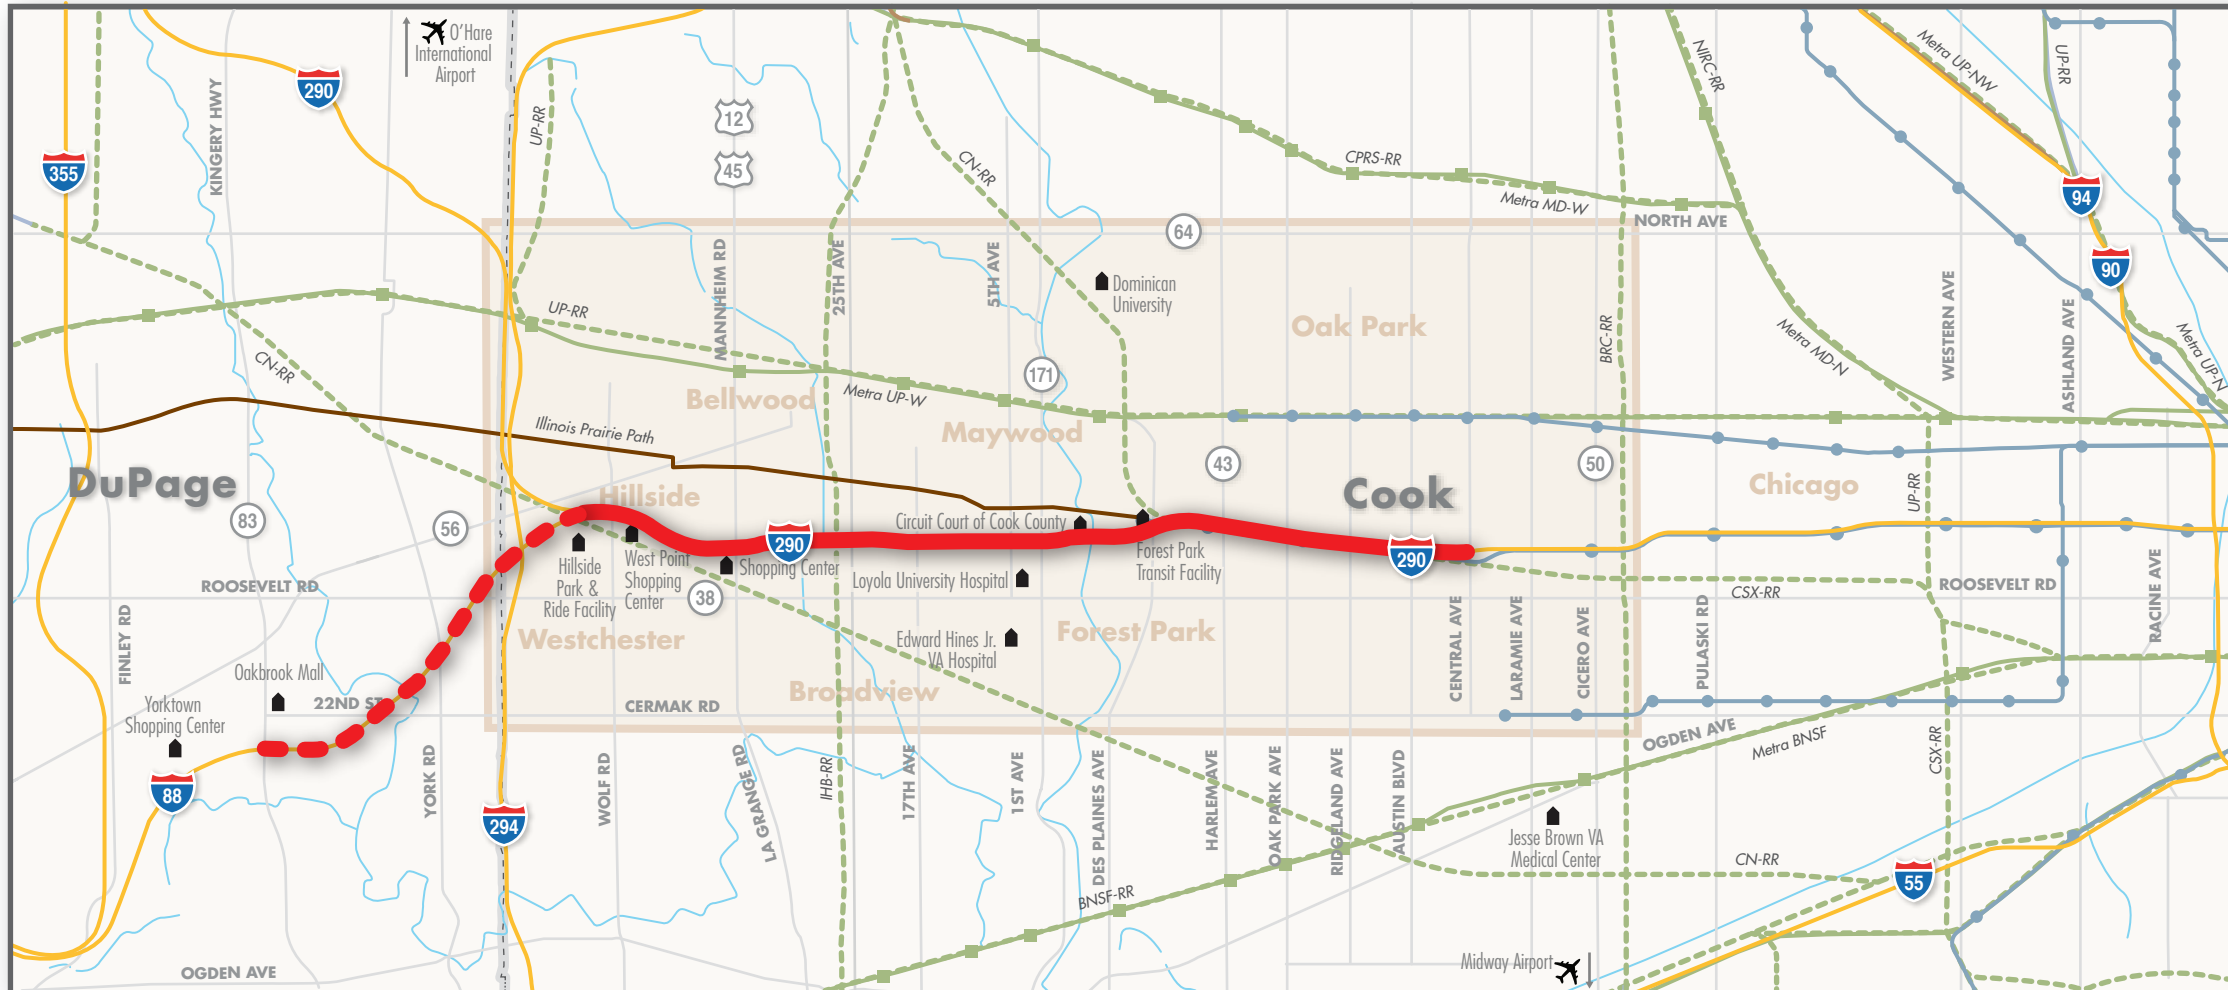 O'Hare
International
Airport
290
355
KINGERY HWY
UP-RR
12
45
CN-RR
CPRS-RR
Metra MD-W
NIRC-RR
Metra UP-NW
UP-RR
94
90
NORTH AVE
64
MANNHEIM RD
25TH AVE
5TH AVE
Dominican
University
Oak Park
BRC-RR
Metra MD-N
WESTERN AVE
ASHLAND AVE
Metra UP-N
UP-RR
CN-RR
171
Bellwood
Metra UP-W
Maywood
Illinois Prairie Path
DuPage
83
56
Hillside
Circuit Court of Cook County
43
Cook
50
Chicago
UP-RR
290
290
Hillside
Park &
Ride Facility
West Point
Shopping
Center
Shopping Center
Loyola University Hospital
Forest Park
Transit Facility
38
ROOSEVELT RD
CSX-RR
ROOSEVELT RD
RACINE AVE
FINLEY RD
Westchester
Edward Hines Jr.
VA Hospital
Forest Park
CENTRAL AVE
LARAMIE AVE
CICERO AVE
PULASKI RD
Oakbrook Mall
Yorktown
Shopping Center
22ND ST
Broadview
CERMAK RD
OGDEN AVE
Metra BNSF
CSX-RR
88
YORK RD
294
WOLF RD
LA GRANGE RD
IHB-RR
17TH AVE
1ST AVE
DES PLAINES AVE
HARLEM AVE
OAK PARK AVE
RIDGELAND AVE
AUSTIN BLVD
Jesse Brown VA
Medical Center
CN-RR
55
BNSF-RR
OGDEN AVE
Midway Airport